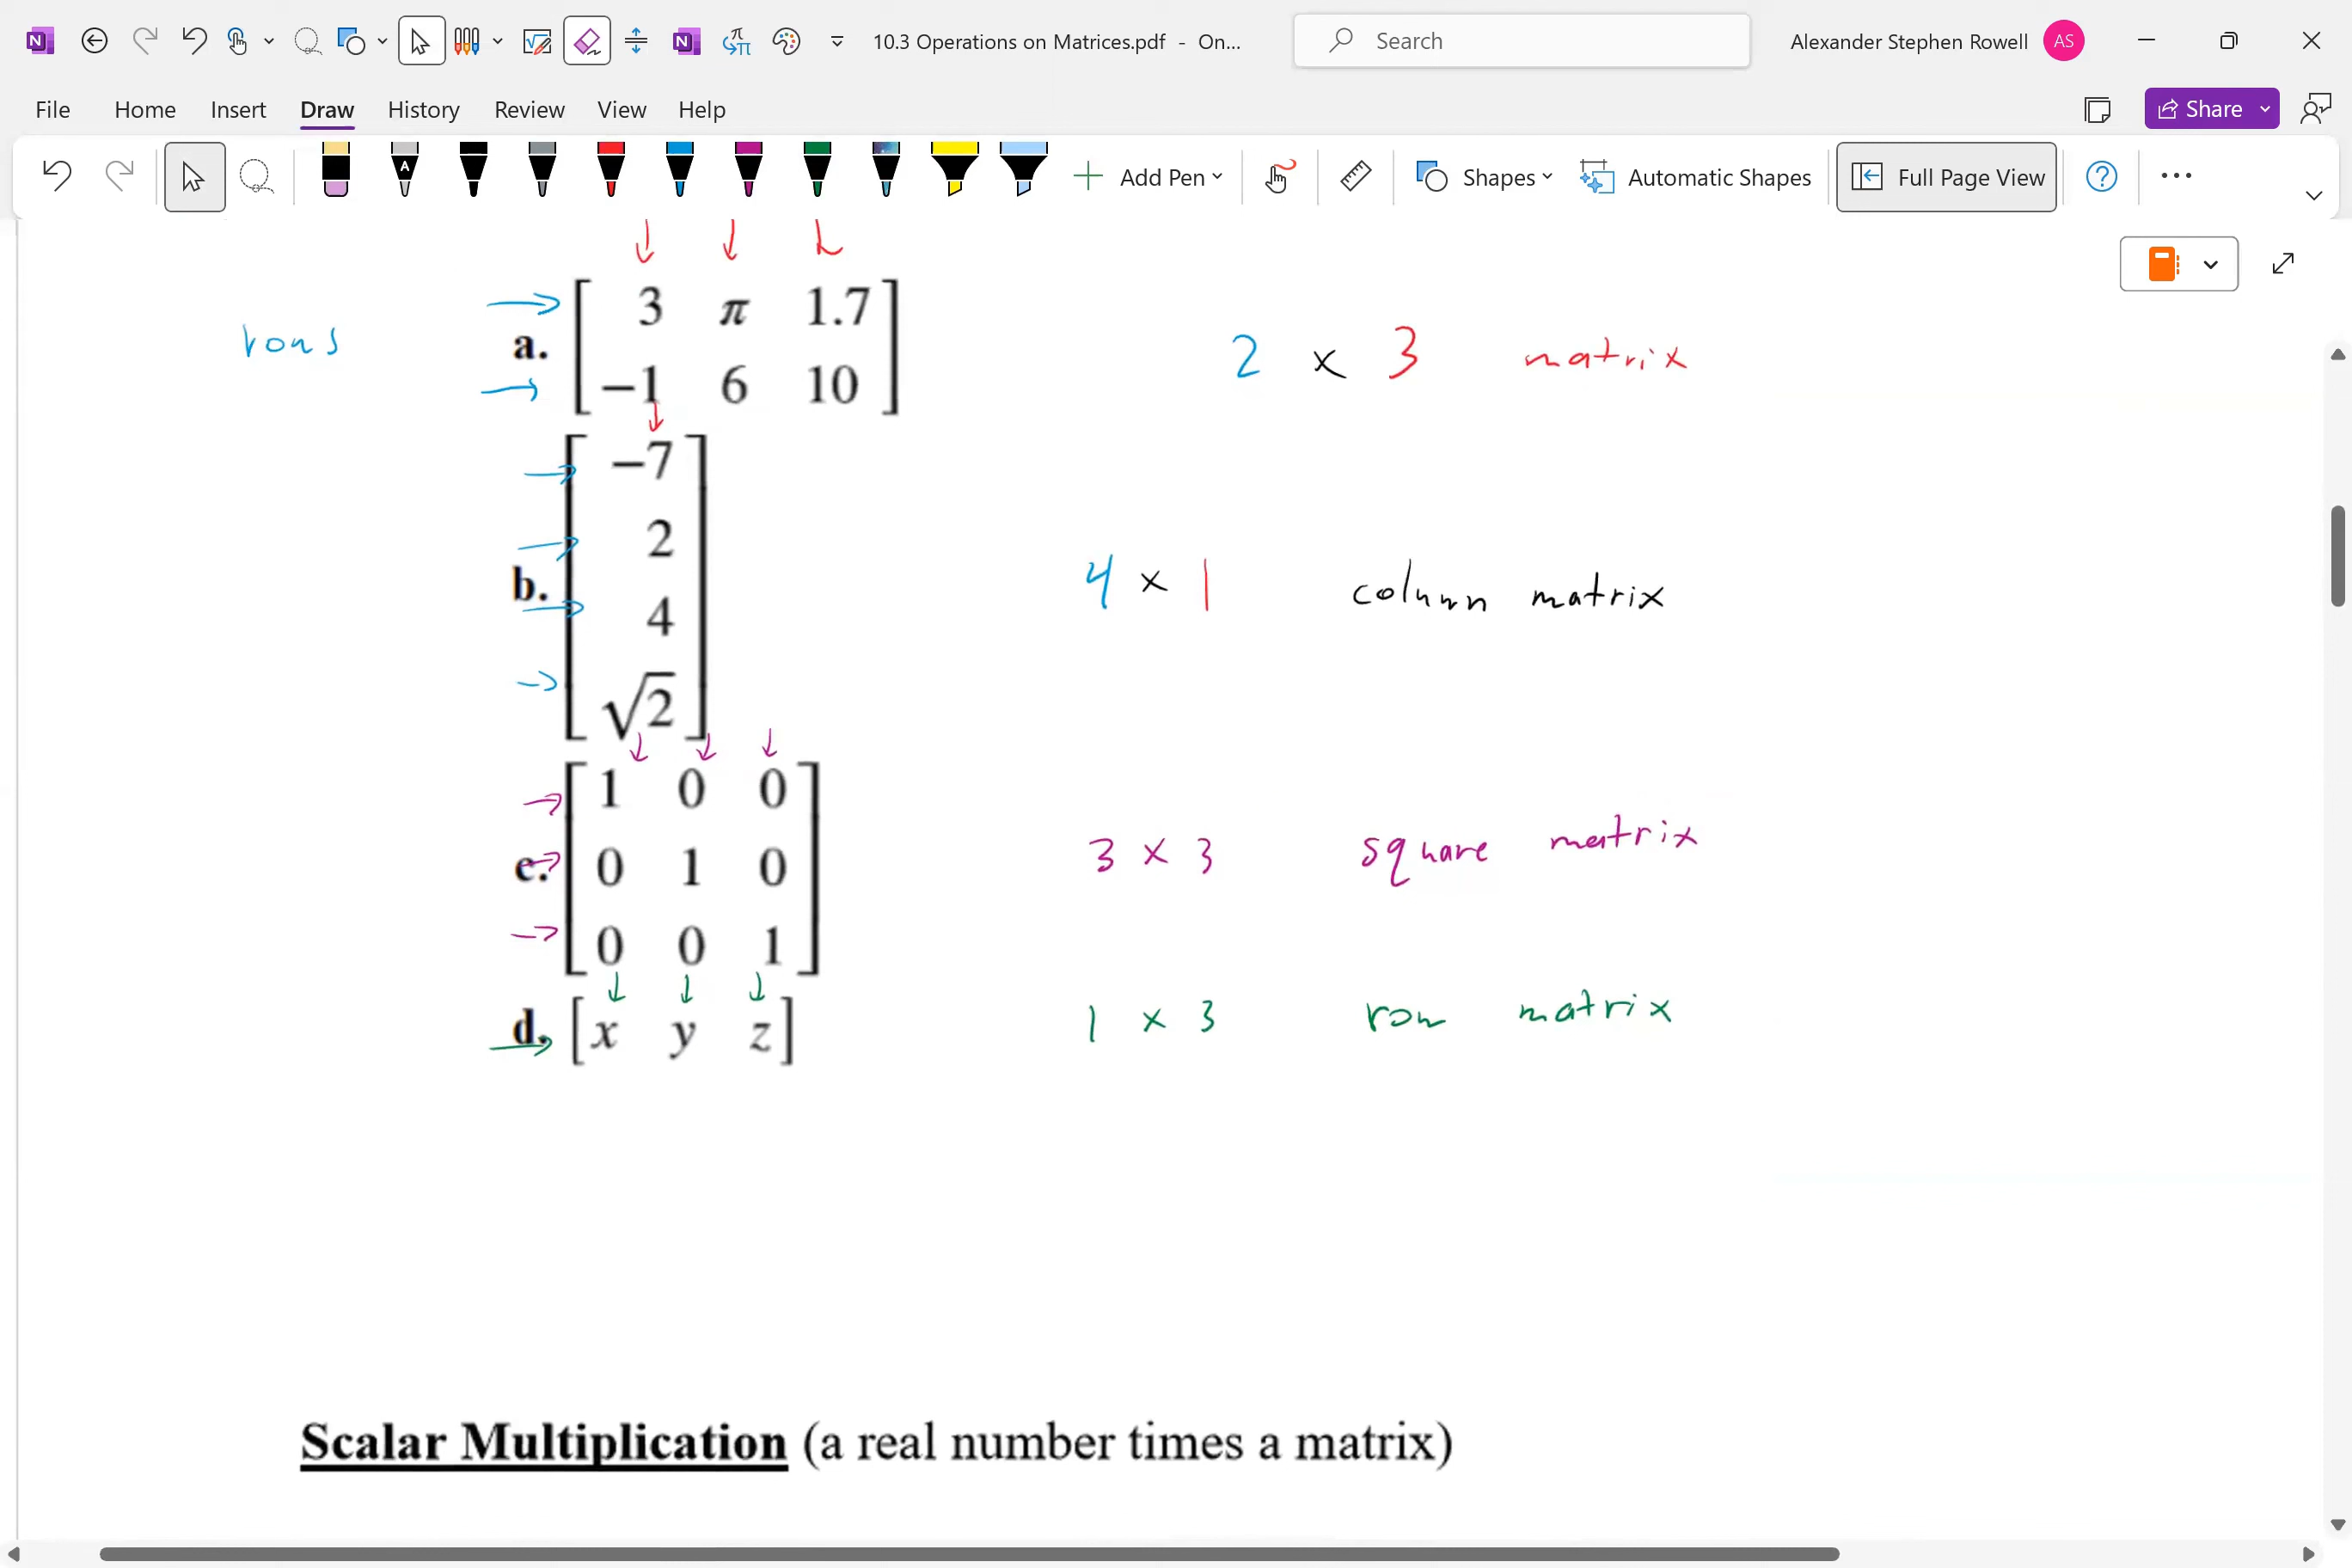 10.3 Operations on Matrices.pdf - On...
Search
Alexander Stephen Rowell
AS
File Home Insert Draw History Review View Help
Share
Add Pen
Shapes
Automatic Shapes
Full Page View
rows
a. [ 3 π 1.7
−1 6 10 ]
2 × 3 matrix
b. [ −7
2
4
√2 ]
4 × 1 column matrix
c. [ 1 0 0
0 1 0
0 0 1 ]
3 × 3 square matrix
d. [x y z]
1 × 3 row matrix
Scalar Multiplication (a real number times a matrix)